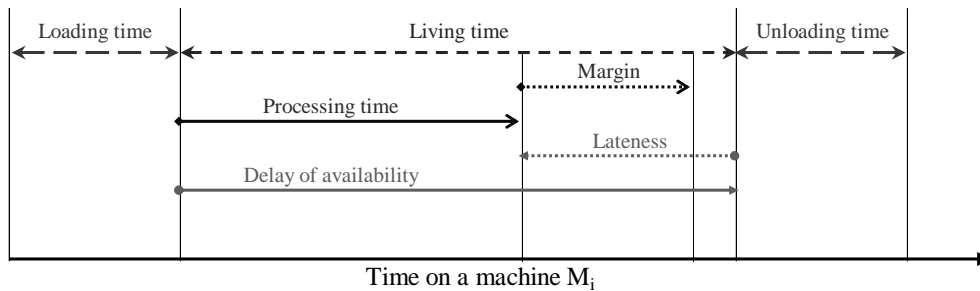 Loading time
Living time
Unloading time
Margin
Processing time
Lateness
Delay of availability
Time on a machine Mi